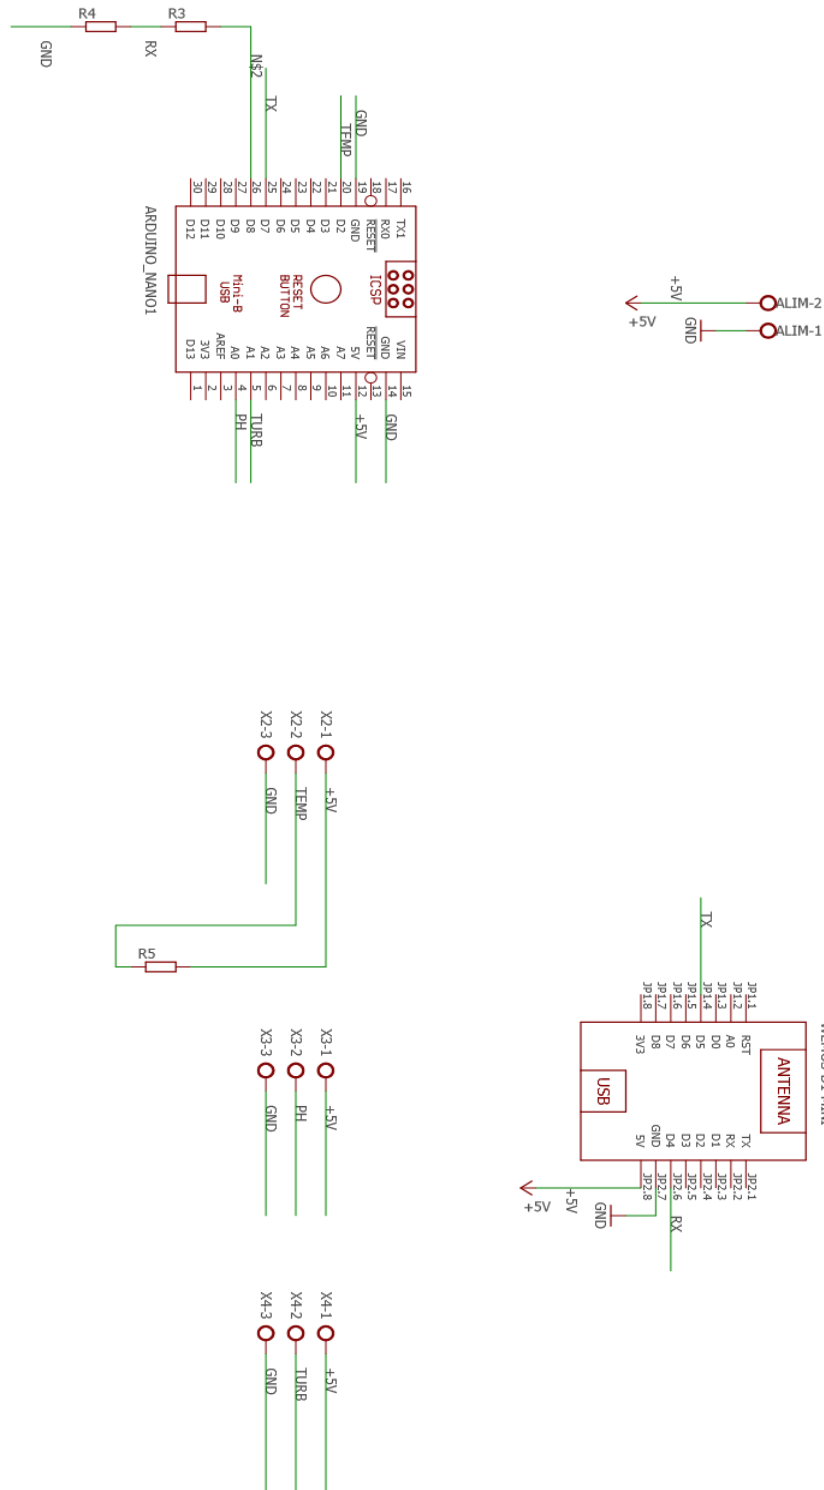 R4
R3
GND
RX
N$2
TX
TEMP
GND
30
29
28
27
26
25
24
23
22
21
20
19
18
17
16
D12
D11
D10
D9
D8
D7
D6
D5
D4
D3
D2
GND
RESET
RX0
TX1
ARDUINO_NANO1
Mini-B
USB
RESET
BUTTON
ICSP
D13
3V3
AREF
A0
A1
A2
A3
A4
A5
A6
A7
5V
RESET
GND
VIN
1
2
3
4
5
6
7
8
9
10
11
12
13
14
15
PH
TURB
+5V
GND
+5V
+5V
ALIM-2
GND
ALIM-1
X2-3
X2-2
X2-1
GND
TEMP
+5V
R5
X3-3
X3-2
X3-1
GND
PH
+5V
X4-3
X4-2
X4-1
GND
TURB
+5V
TX
JP1.8
JP1.7
JP1.6
JP1.5
JP1.4
JP1.3
JP1.2
JP1.1
3V3
D8
D7
D6
D5
D0
A0
RST
USB
ANTENNA
5V
GND
D4
D3
D2
D1
RX
TX
JP2.8
JP2.7
JP2.6
JP2.5
JP2.4
JP2.3
JP2.2
JP2.1
+5V
+5V
GND
RX